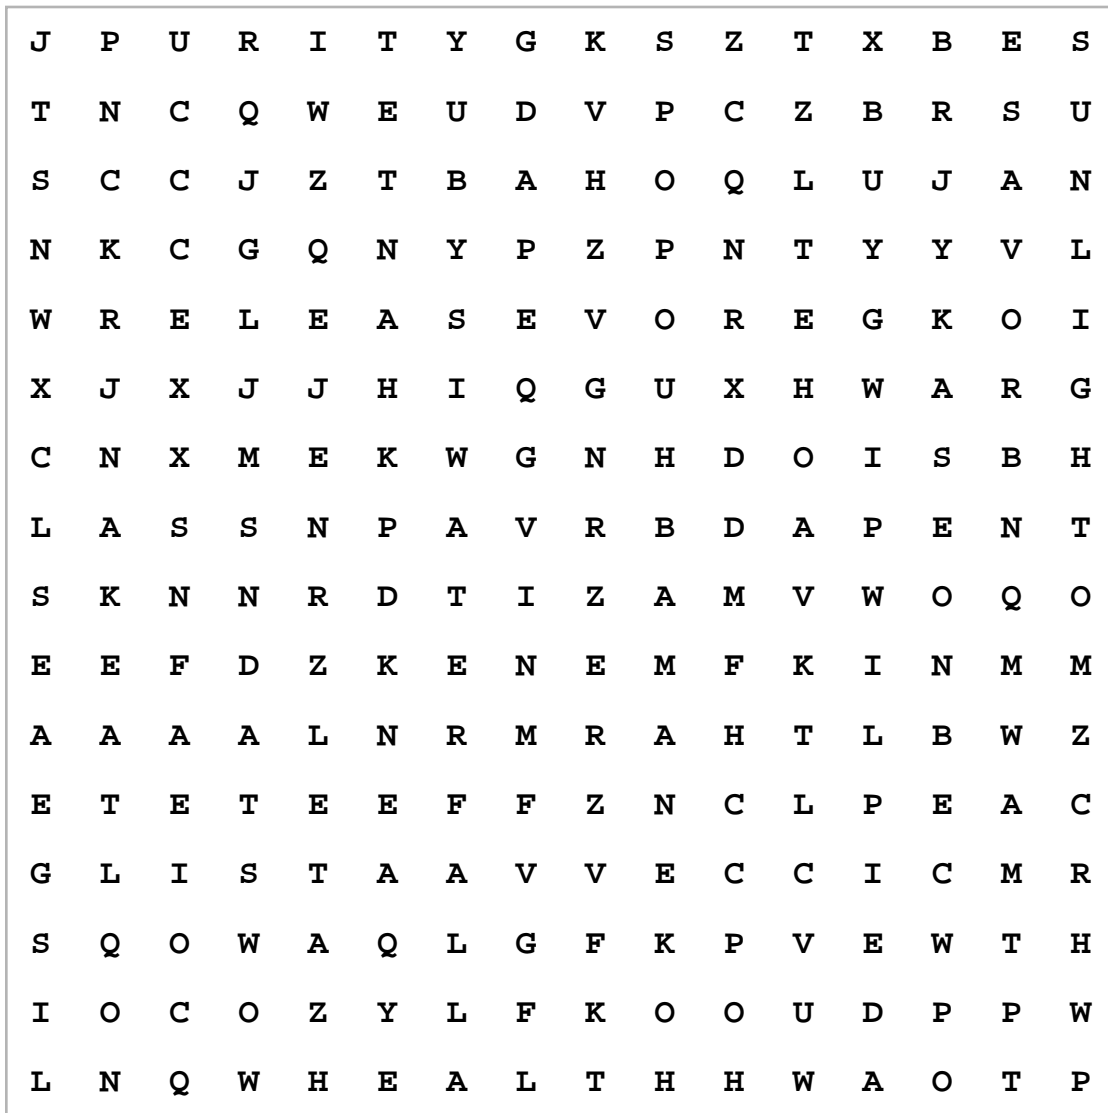 J P U R I T Y G K S Z T X B E S
T N C Q W E U D V P C Z B R S U
S C C J Z T B A H O Q L U J A N
N K C G Q N Y P Z P N T Y Y V L
W R E L E A S E V O R E G K O I
X J X J J H I Q G U X H W A R G
C N X M E K W G N H D O I S B H
L A S S N P A V R B D A P E N T
S K N N R D T I Z A M V W O Q O
E E F D Z K E N E M F K I N M M
A A A A L N R M R A H T L B W Z
E T E T E E F F Z N C L P E A C
G L I S T A A V V E C C I C M R
S Q O W A Q L G F K P V E W T H
I O C O Z Y L F K O O U D P P W
L N Q W H E A L T H H W A O T P